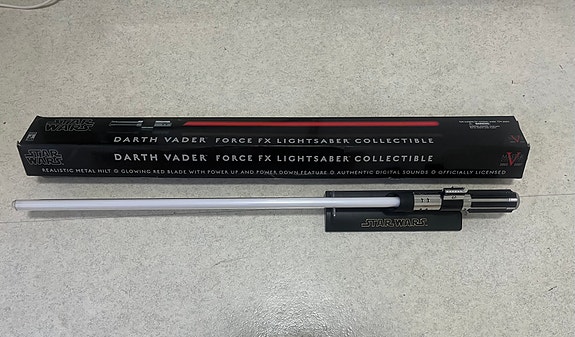 STAR WARS
DARTH VADER FORCE FX LIGHTSABER COLLECTIBLE
STAR WARS
DARTH VADER FORCE FX LIGHTSABER COLLECTIBLE
REALISTIC METAL HILT GLOWING RED BLADE WITH POWER UP AND POWER DOWN FEATURE AUTHENTIC DIGITAL SOUNDS OFFICIALLY LICENSED
STAR WARS